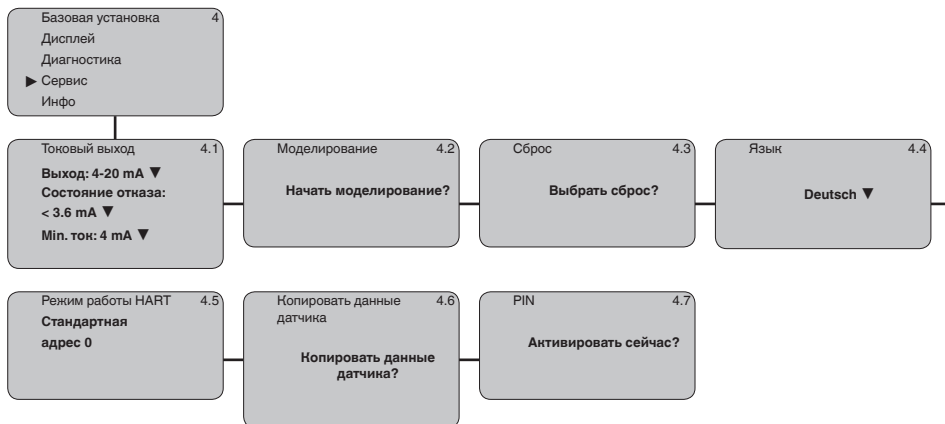 Базовая установка 4
Дисплей
Диагностика
▶ Сервис
Инфо
Токовый выход 4.1
Выход: 4-20 mA ▼
Состояние отказа:
< 3.6 mA ▼
Min. ток: 4 mA ▼
Моделирование 4.2
Начать моделирование?
Сброс 4.3
Выбрать сброс?
Язык 4.4
Deutsch ▼
Режим работы HART 4.5
Стандартная
адрес 0
Копировать данные 4.6
датчика
Копировать данные
датчика?
PIN 4.7
Активировать сейчас?